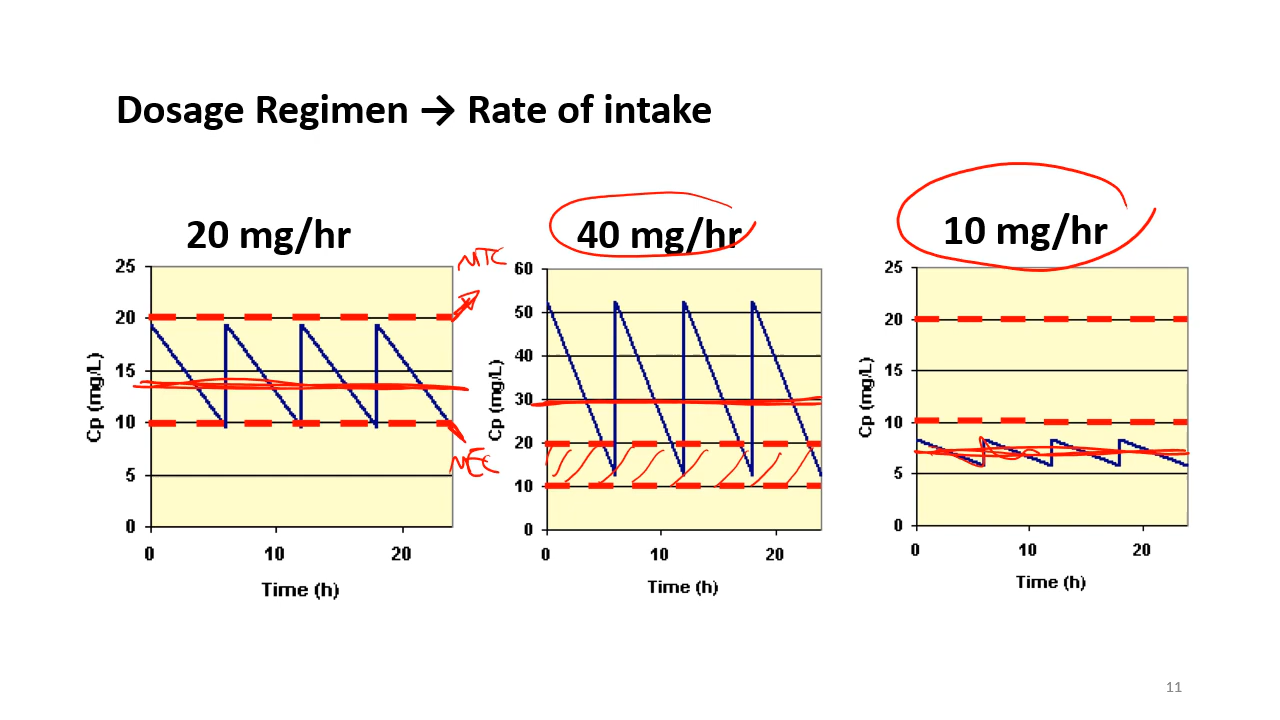 Dosage Regimen → Rate of intake
20 mg/hr
40 mg/hr
10 mg/hr
MTC
MEC
25
20
15
10
5
0
0
10
20
Cp (mg/L)
Time (h)
60
50
40
30
20
10
0
0
10
20
Cp (mg/L)
Time (h)
25
20
15
10
5
0
0
10
20
Cp (mg/L)
Time (h)
11